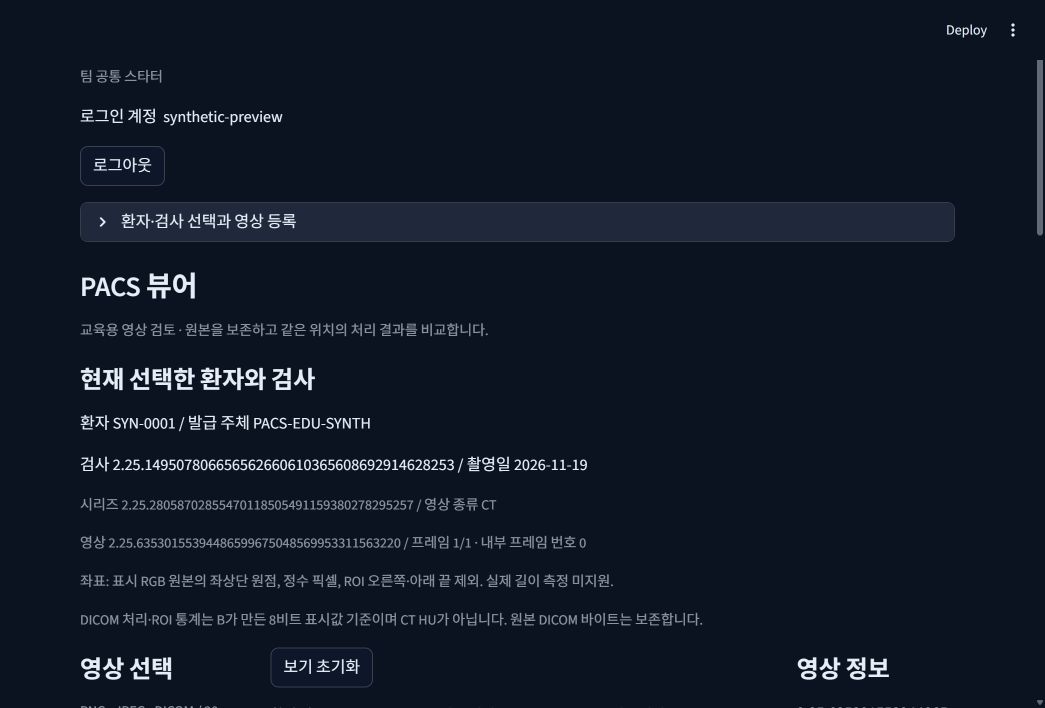 Deploy
팀 공통 스타터
로그인 계정 synthetic-preview
로그아웃
환자·검사 선택과 영상 등록
PACS 뷰어
교육용 영상 검토 · 원본을 보존하고 같은 위치의 처리 결과를 비교합니다.
현재 선택한 환자와 검사
환자 SYN-0001 / 발급 주체 PACS-EDU-SYNTH
검사 2.25.149507806656562660610365608692914628253 / 촬영일 2026-11-19
시리즈 2.25.280587028554701185054911593802782 95257 / 영상 종류 CT
영상 2.25.63530155394486599675048569953311563220 / 프레임 1/1 · 내부 프레임 번호 0
좌표: 표시 RGB 원본의 좌상단 원점, 정수 픽셀, ROI 오른쪽·아래 끝 제외. 실제 길이 측정 미지원.
DICOM 처리·ROI 통계는 B가 만든 8비트 표시값 기준이며 CT HU가 아닙니다. 원본 DICOM 바이트는 보존합니다.
영상 선택
보기 초기화
영상 정보